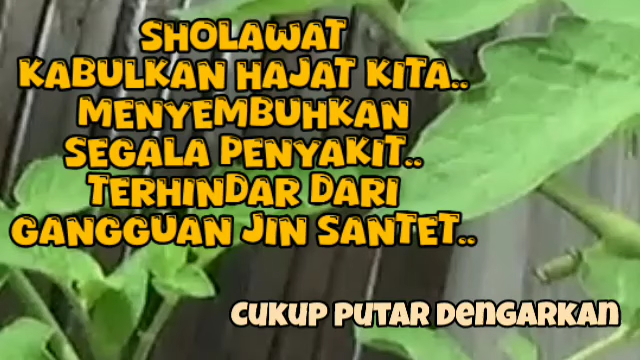 SHOLAWAT
KABULKAN HAJAT KITA..
MENYEMBUHKAN
SEGALA PENYAKIT..
TERHINDAR DARI
GANGGUAN JIN SANTET..
CUKUP PUTAR DENGARKAN